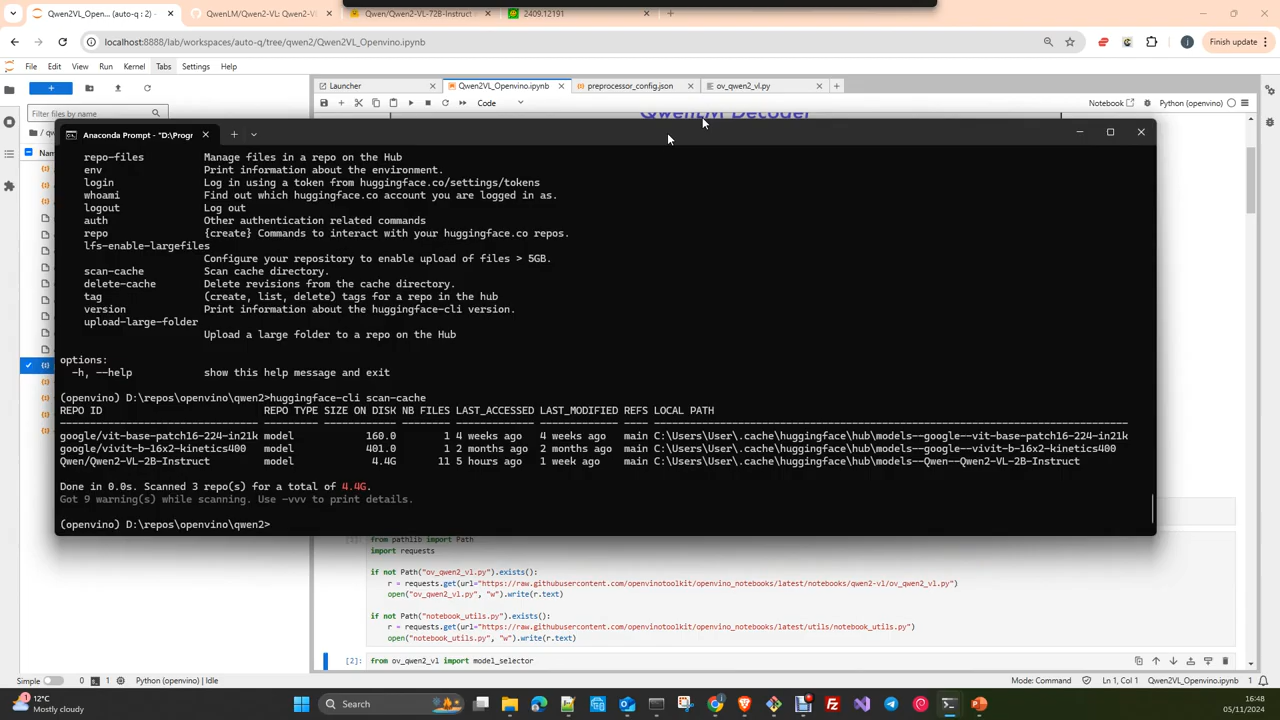 Qwen2VL_Open... (auto-q : 2)
QwenLM/Qwen2-VL: Qwen2-VL
Qwen/Qwen2-VL-72B-Instruct
2409.12191
localhost:8888/lab/workspaces/auto-q/tree/qwen2/Qwen2VL_Openvino.ipynb
Finish update
File Edit View Run Kernel Tabs Settings Help
Launcher
Qwen2VL_Openvino.ipynb
preprocessor_config.json
ov_qwen2_vl.py
Filter files by name
Code
Notebook
Python (openvino)
QwenLM Decoder
Anaconda Prompt - "D:\Progr
repo-files Manage files in a repo on the Hub
env Print information about the environment.
login Log in using a token from huggingface.co/settings/tokens
whoami Find out which huggingface.co account you are logged in as.
logout Log out
auth Other authentication related commands
repo {create} Commands to interact with your huggingface.co repos.
lfs-enable-largefiles
Configure your repository to enable upload of files > 5GB.
scan-cache Scan cache directory.
delete-cache Delete revisions from the cache directory.
tag (create, list, delete) tags for a repo in the hub
version Print information about the huggingface-cli version.
upload-large-folder
Upload a large folder to a repo on the Hub
options:
-h, --help show this help message and exit
(openvino) D:\repos\openvino\qwen2>huggingface-cli scan-cache
REPO ID REPO TYPE SIZE ON DISK NB FILES LAST_ACCESSED LAST_MODIFIED REFS LOCAL PATH
google/vit-base-patch16-224-in21k model 160.0 1 4 weeks ago 4 weeks ago main C:\Users\User\.cache\huggingface\hub\models--google--vit-base-patch16-224-in21k
google/vivit-b-16x2-kinetics400 model 401.0 1 2 months ago 2 months ago main C:\Users\User\.cache\huggingface\hub\models--google--vivit-b-16x2-kinetics400
Qwen/Qwen2-VL-2B-Instruct model 4.4G 11 5 hours ago 1 week ago main C:\Users\User\.cache\huggingface\hub\models--Qwen--Qwen2-VL-2B-Instruct
Done in 0.0s. Scanned 3 repo(s) for a total of 4.4G.
Got 9 warning(s) while scanning. Use -vvv to print details.
(openvino) D:\repos\openvino\qwen2>
from pathlib import Path
import requests
if not Path("ov_qwen2_vl.py").exists():
r = requests.get(url="https://raw.githubusercontent.com/openvinotoolkit/openvino_notebooks/latest/notebooks/qwen2-vl/ov_qwen2_vl.py")
open("ov_qwen2_vl.py", "w").write(r.text)
if not Path("notebook_utils.py").exists():
r = requests.get(url="https://raw.githubusercontent.com/openvinotoolkit/openvino_notebooks/latest/utils/notebook_utils.py")
open("notebook_utils.py", "w").write(r.text)
[2]: from ov_qwen2_vl import model_selector
Simple 0 1 Python (openvino) | Idle Mode: Command Ln 1, Col 1 Qwen2VL_Openvino.ipynb 1
12°C
Mostly cloudy
Search
16:48
05/11/2024